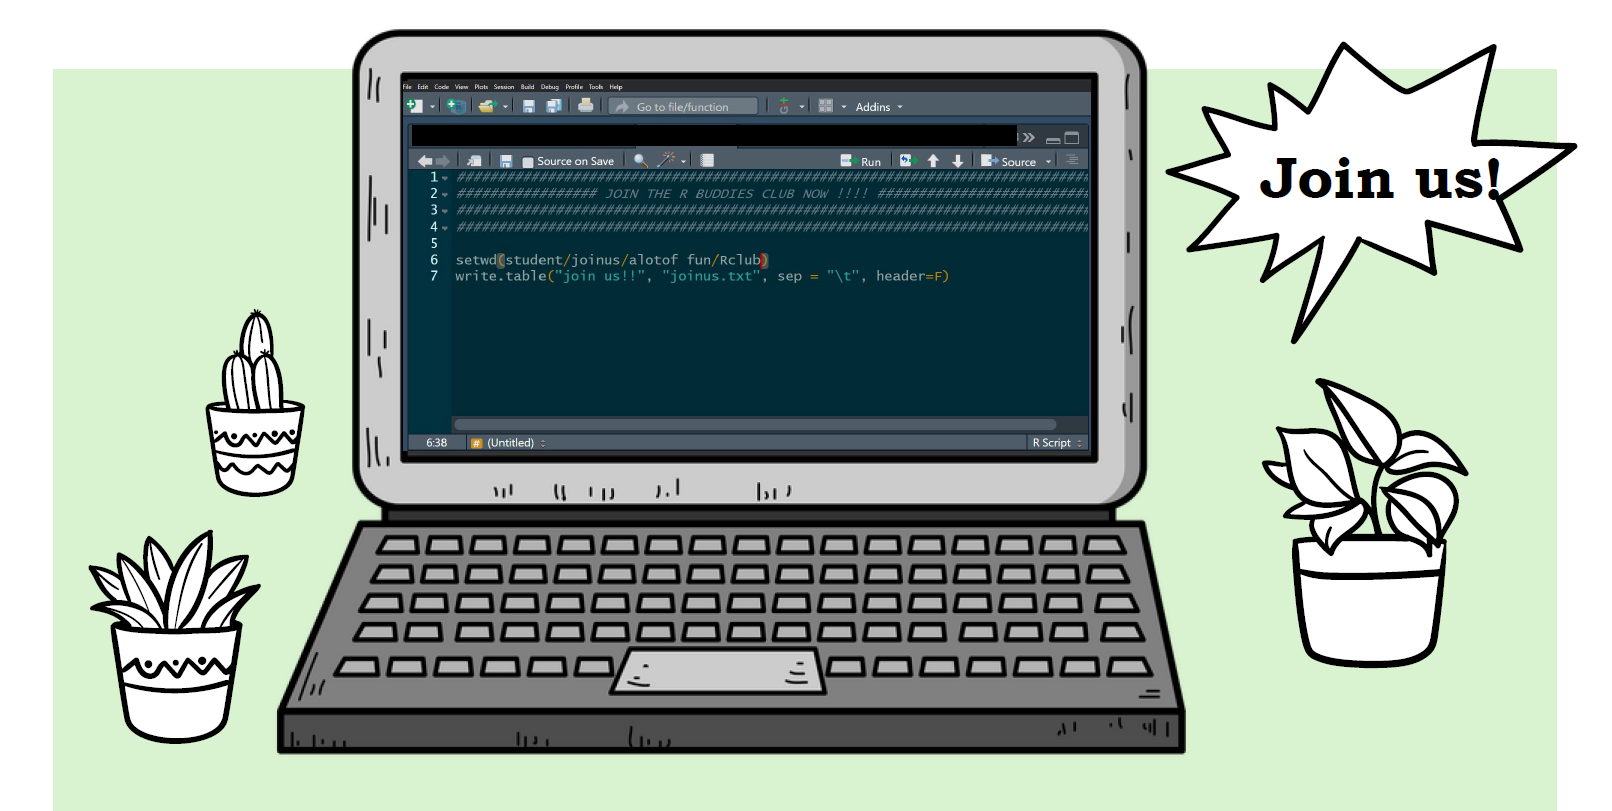 File Edit Code View Plots Session Build Debug Profile Tools Help
Go to file/function Addins
Source on Save Run Source
1 ##########################################################################################
2 ################# JOIN THE R BUDDIES CLUB NOW !!!! ###############################
3 ##########################################################################################
4 ##########################################################################################
5
6 setwd(student/joinus/alotof fun/Rclub)
7 write.table("join us!!", "joinus.txt", sep = "\t", header=F)
6:38 # (Untitled) R Script
Join us!